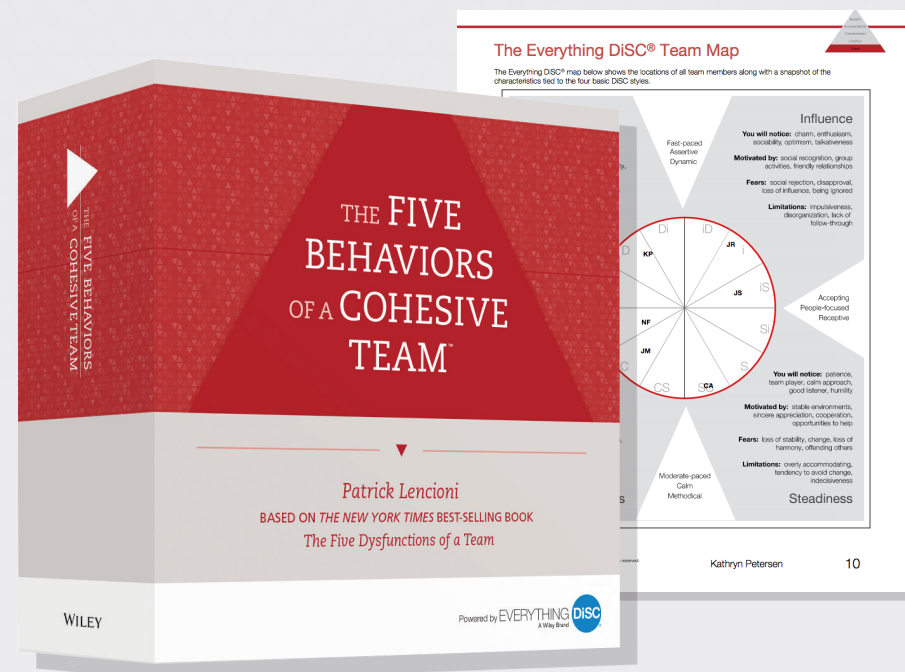 THE FIVE BEHAVIORS
OF A COHESIVE TEAM
THE FIVE
BEHAVIORS
OF A COHESIVE
TEAM™
Patrick Lencioni
BASED ON THE NEW YORK TIMES BEST-SELLING BOOK
The Five Dysfunctions of a Team
WILEY
Powered by EVERYTHING DiSC
A Wiley Brand
The Everything DiSC® Team Map
The Everything DiSC® map below shows the locations of all team members along with a snapshot of the
characteristics tied to the four basic DiSC styles.
Fast-paced
Assertive
Dynamic
Influence
You will notice: charm, enthusiasm,
sociability, optimism, talkativeness
Motivated by: social recognition, group
activities, friendly relationships
Fears: social rejection, disapproval,
loss of influence, being ignored
Limitations: impulsiveness,
disorganization, lack of
follow-through
Di
iD
D
KP
JR
i
JS
iS
NF
Si
JM
C
S
CS
CA
Accepting
People-focused
Receptive
You will notice: patience,
team player, calm approach,
good listener, humility
Motivated by: stable environments,
sincere appreciation, cooperation,
opportunities to help
Fears: loss of stability, change, loss of
harmony, offending others
Limitations: overly accommodating,
tendency to avoid change,
indecisiveness
Steadiness
Moderate-paced
Calm
Methodical
reserved.
Kathryn Petersen
10